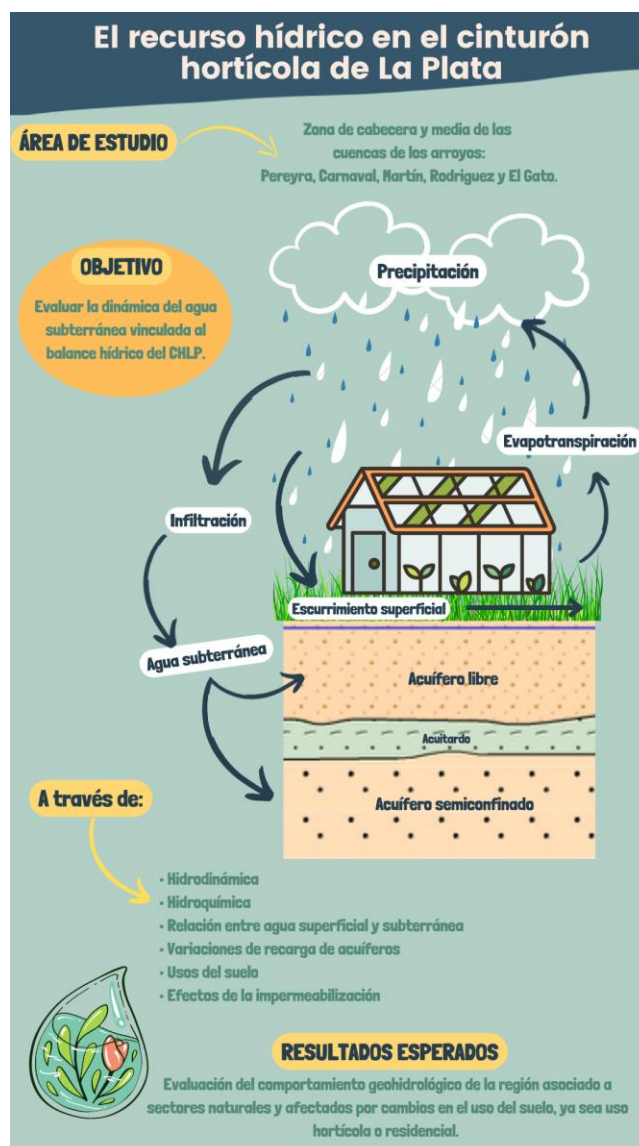 El recurso hídrico en el cinturón
hortícola de La Plata
ÁREA DE ESTUDIO
Zona de cabecera y media de las
cuencas de los arroyos:
Pereyra, Carnaval, Martín, Rodriguez y El Gato.
OBJETIVO
Evaluar la dinámica del agua
subterránea vinculada al
balance hídrico del CHLP.
Precipitación
Evapotranspiración
Infiltración
Escurrimiento superficial
Agua subterránea
Acuífero libre
Acuitardo
Acuífero semiconfinado
A través de:
• Hidrodinámica
• Hidroquímica
• Relación entre agua superficial y subterránea
• Variaciones de recarga de acuíferos
• Usos del suelo
• Efectos de la impermeabilización
RESULTADOS ESPERADOS
Evaluación del comportamiento geohidrológico de la región asociado a
sectores naturales y afectados por cambios en el uso del suelo, ya sea uso
hortícola o residencial.